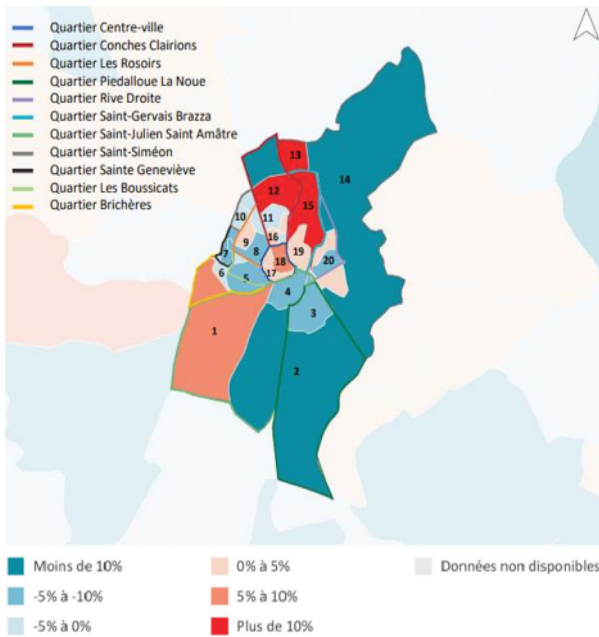 Quartier Centre-ville
Quartier Conches Clairions
Quartier Les Rosoirs
Quartier Piedalloue La Noue
Quartier Rive Droite
Quartier Saint-Gervais Brazza
Quartier Saint-Julien Saint Amâtre
Quartier Saint-Siméon
Quartier Sainte Geneviève
Quartier Les Boussicats
Quartier Brichères
13
14
12
15
10
11
16
9
8
19
7
18
20
6
17
5
4
3
1
2
Moins de 10%
0% à 5%
Données non disponibles
-5% à -10%
5% à 10%
-5% à 0%
Plus de 10%